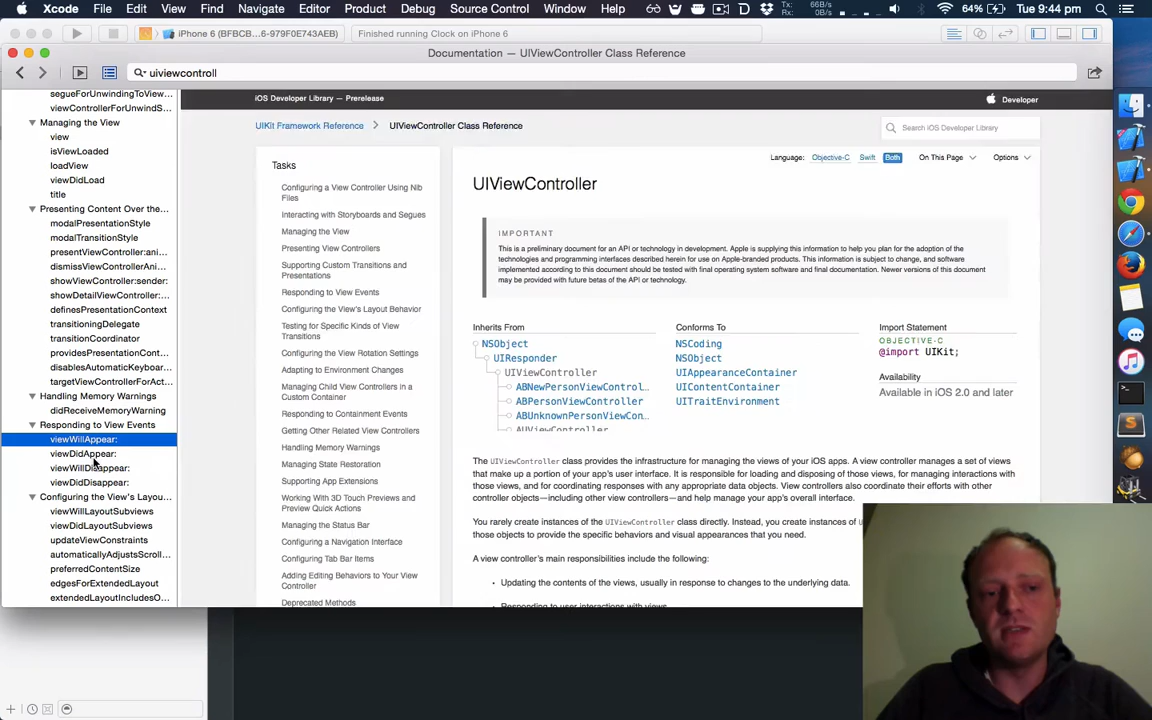 Xcode File Edit View Find Navigate Editor Product Debug Source Control Window Help Tx: 66B/s Rx: 0B/s 64% Tue 9:44 pm
iPhone 6 (BFBCB...6-979F0E743AEB) Finished running Clock on iPhone 6
Documentation — UIViewController Class Reference
uiviewcontroll
segueForUnwindingToView...
viewControllerForUnwindS...
Managing the View
view
isViewLoaded
loadView
viewDidLoad
title
Presenting Content Over the...
modalPresentationStyle
modalTransitionStyle
presentViewController:ani...
dismissViewControllerAni...
showViewController:sender:
showDetailViewController:...
definesPresentationContext
transitioningDelegate
transitionCoordinator
providesPresentationCont...
disablesAutomaticKeyboar...
targetViewControllerForAct...
Handling Memory Warnings
didReceiveMemoryWarning
Responding to View Events
viewWillAppear:
viewDidAppear:
viewWillDisappear:
viewDidDisappear:
Configuring the View's Layou...
viewWillLayoutSubviews
viewDidLayoutSubviews
updateViewConstraints
automaticallyAdjustsScroll...
preferredContentSize
edgesForExtendedLayout
extendedLayoutIncludesO...
iOS Developer Library — Prerelease
Developer
UIKit Framework Reference > UIViewController Class Reference
Search iOS Developer Library
Tasks
Configuring a View Controller Using Nib
Files
Interacting with Storyboards and Segues
Managing the View
Presenting View Controllers
Supporting Custom Transitions and
Presentations
Responding to View Events
Configuring the View's Layout Behavior
Testing for Specific Kinds of View
Transitions
Configuring the View Rotation Settings
Adapting to Environment Changes
Managing Child View Controllers in a
Custom Container
Responding to Containment Events
Getting Other Related View Controllers
Handling Memory Warnings
Managing State Restoration
Supporting App Extensions
Working With 3D Touch Previews and
Preview Quick Actions
Managing the Status Bar
Configuring a Navigation Interface
Configuring Tab Bar Items
Adding Editing Behaviors to Your View
Controller
Deprecated Methods
Language: Objective-C Swift Both On This Page Options
UIViewController
IMPORTANT
This is a preliminary document for an API or technology in development. Apple is supplying this information to help you plan for the adoption of the
technologies and programming interfaces described herein for use on Apple-branded products. This information is subject to change, and software
implemented according to this document should be tested with final operating system software and final documentation. Newer versions of this document
may be provided with future betas of the API or technology.
Inherits From
NSObject
UIResponder
UIViewController
ABNewPersonViewControl...
ABPersonViewController
ABUnknownPersonViewCon...
AUViewController
Conforms To
NSCoding
NSObject
UIAppearanceContainer
UIContentContainer
UITraitEnvironment
Import Statement
OBJECTIVE-C
@import UIKit;
Availability
Available in iOS 2.0 and later
The UIViewController class provides the infrastructure for managing the views of your iOS apps. A view controller manages a set of views
that make up a portion of your app's user interface. It is responsible for loading and disposing of those views, for managing interactions with
those views, and for coordinating responses with any appropriate data objects. View controllers also coordinate their efforts with other
controller objects—including other view controllers—and help manage your app's overall interface.
You rarely create instances of the UIViewController class directly. Instead, you create instances of
those objects to provide the specific behaviors and visual appearances that you need.
A view controller's main responsibilities include the following:
• Updating the contents of the views, usually in response to changes to the underlying data.
• Responding to user interactions with views.